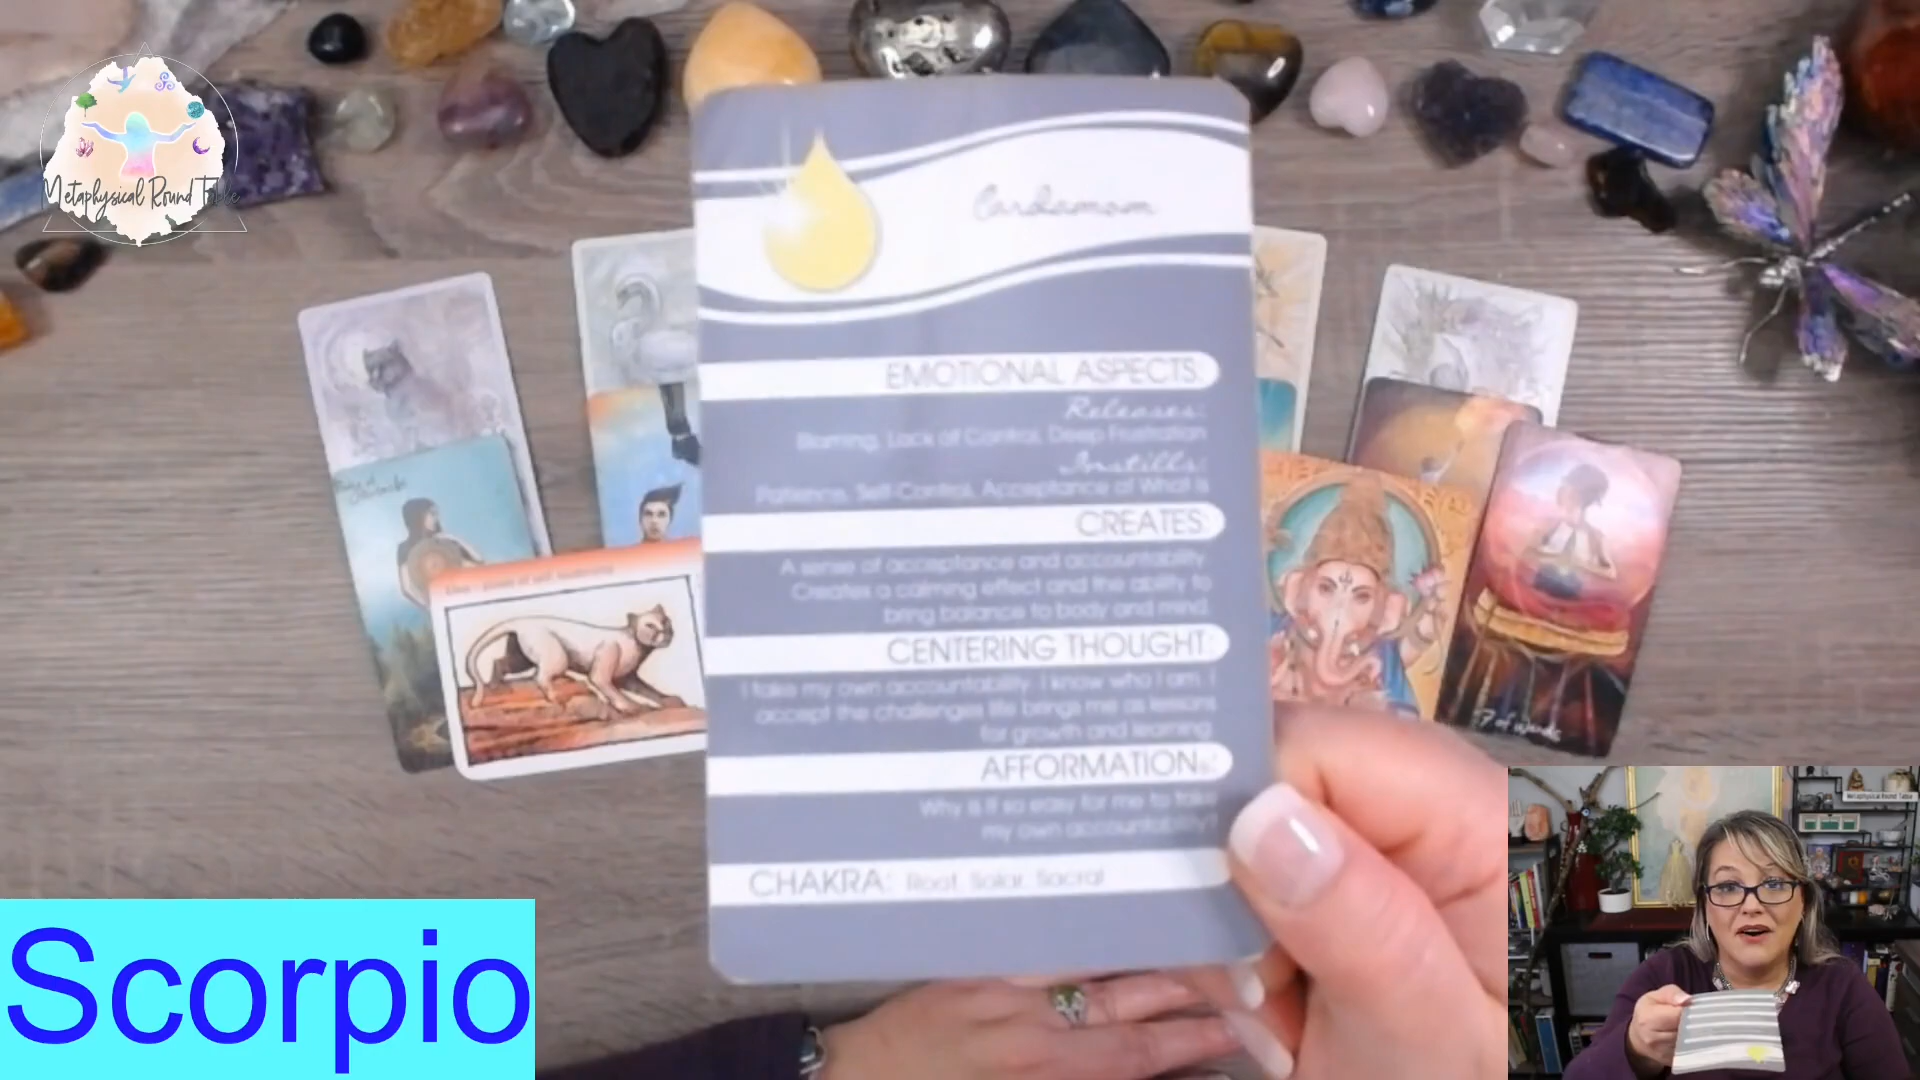 Metaphysical Round Table
Cardamom
EMOTIONAL ASPECTS:
Releases:
Blaming, Lack of Control, Deep Frustration
Instills:
Patience, Self-Control, Acceptance of What Is
CREATES:
A sense of acceptance and accountability.
Creates a calming effect and the ability to
bring balance to body and mind.
CENTERING THOUGHT:
I take my own accountability. I know who I am. I
accept the challenges life brings me as lessons
for growth and learning.
AFFORMATION:
Why is it so easy for me to take
my own accountability?
CHAKRA: Root, Solar, Sacral
7 of Wands
Scorpio
Metaphysical Round Table